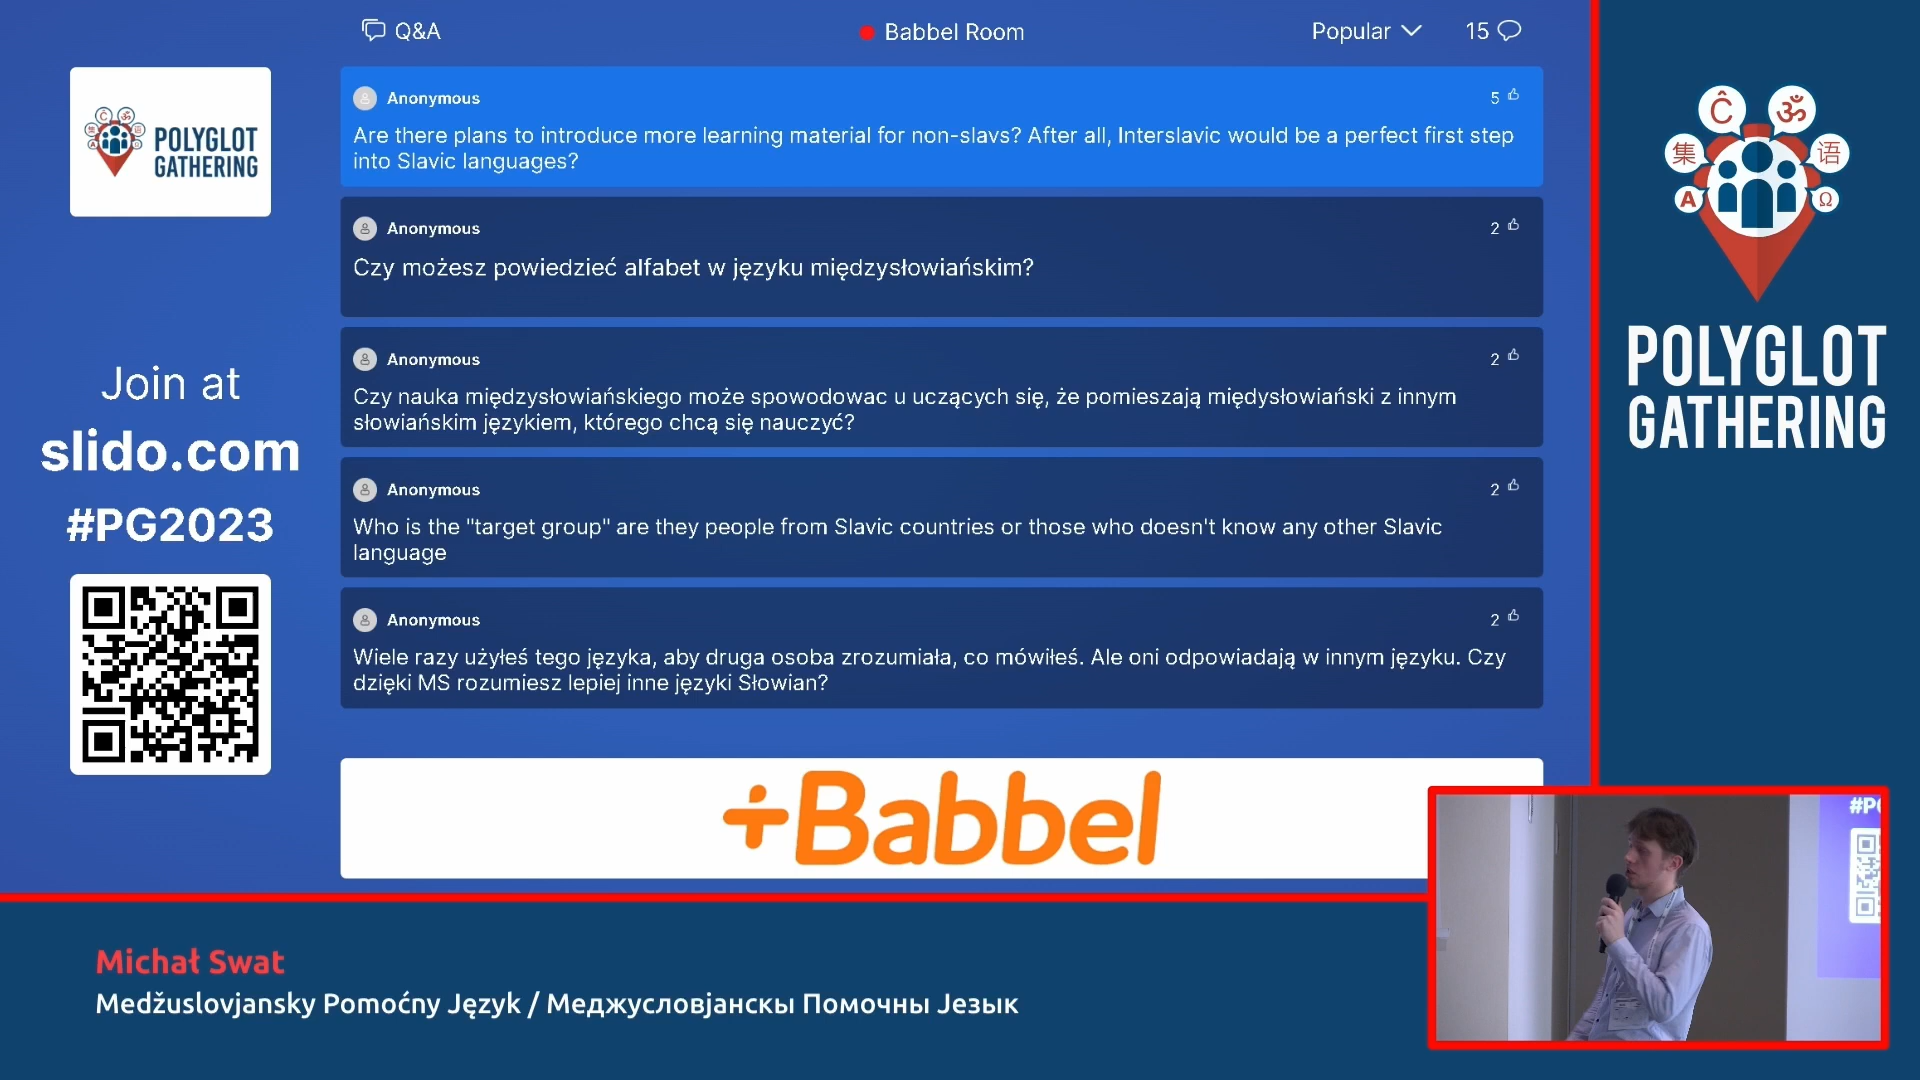 Q&A
Babbel Room
Popular
15
POLYGLOT
GATHERING
Join at
slido.com
#PG2023
Anonymous
5
Are there plans to introduce more learning material for non-slavs? After all, Interslavic would be a perfect first step
into Slavic languages?
Anonymous
2
Czy możesz powiedzieć alfabet w języku międzysłowiańskim?
Anonymous
2
Czy nauka międzysłowiańskiego może spowodowac u uczących się, że pomieszają międysłowiański z innym
słowiańskim językiem, którego chcą się nauczyć?
Anonymous
2
Who is the "target group" are they people from Slavic countries or those who doesn't know any other Slavic
language
Anonymous
2
Wiele razy użyłeś tego języka, aby druga osoba zrozumiała, co mówiłeś. Ale oni odpowiadają w innym języku. Czy
dzięki MS rozumiesz lepiej inne języki Słowian?
+Babbel
Ĉ
ॐ
集
语
A
Ω
POLYGLOT
GATHERING
#PG
Michał Swat
Medžuslovjansky Pomoćny Język / Меджусловјанскы Помочны Језык